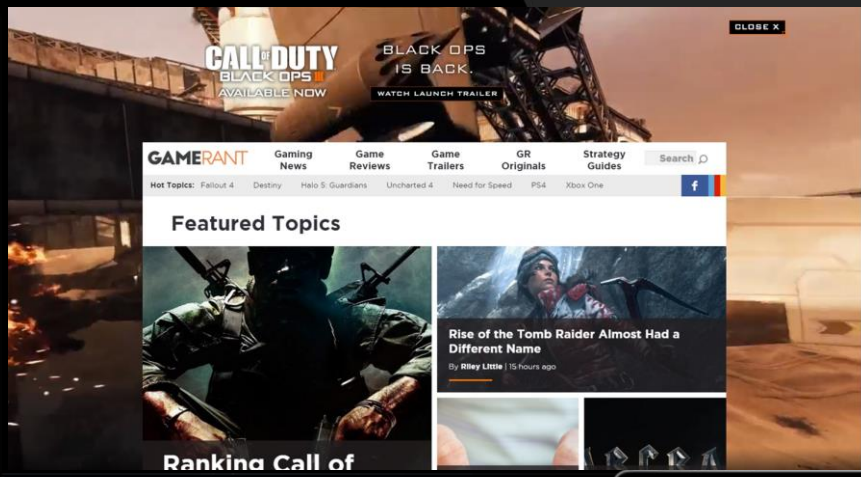 CLOSE X
CALL OF DUTY
BLACK OPS III
AVAILABLE NOW
BLACK OPS
IS BACK.
WATCH LAUNCH TRAILER
GAMERANT
Gaming
News
Game
Reviews
Game
Trailers
GR
Originals
Strategy
Guides
Search
Hot Topics: Fallout 4 Destiny Halo 5: Guardians Uncharted 4 Need for Speed PS4 Xbox One
f
Featured Topics
Rise of the Tomb Raider Almost Had a
Different Name
By Riley Little | 15 hours ago
Ranking Call of